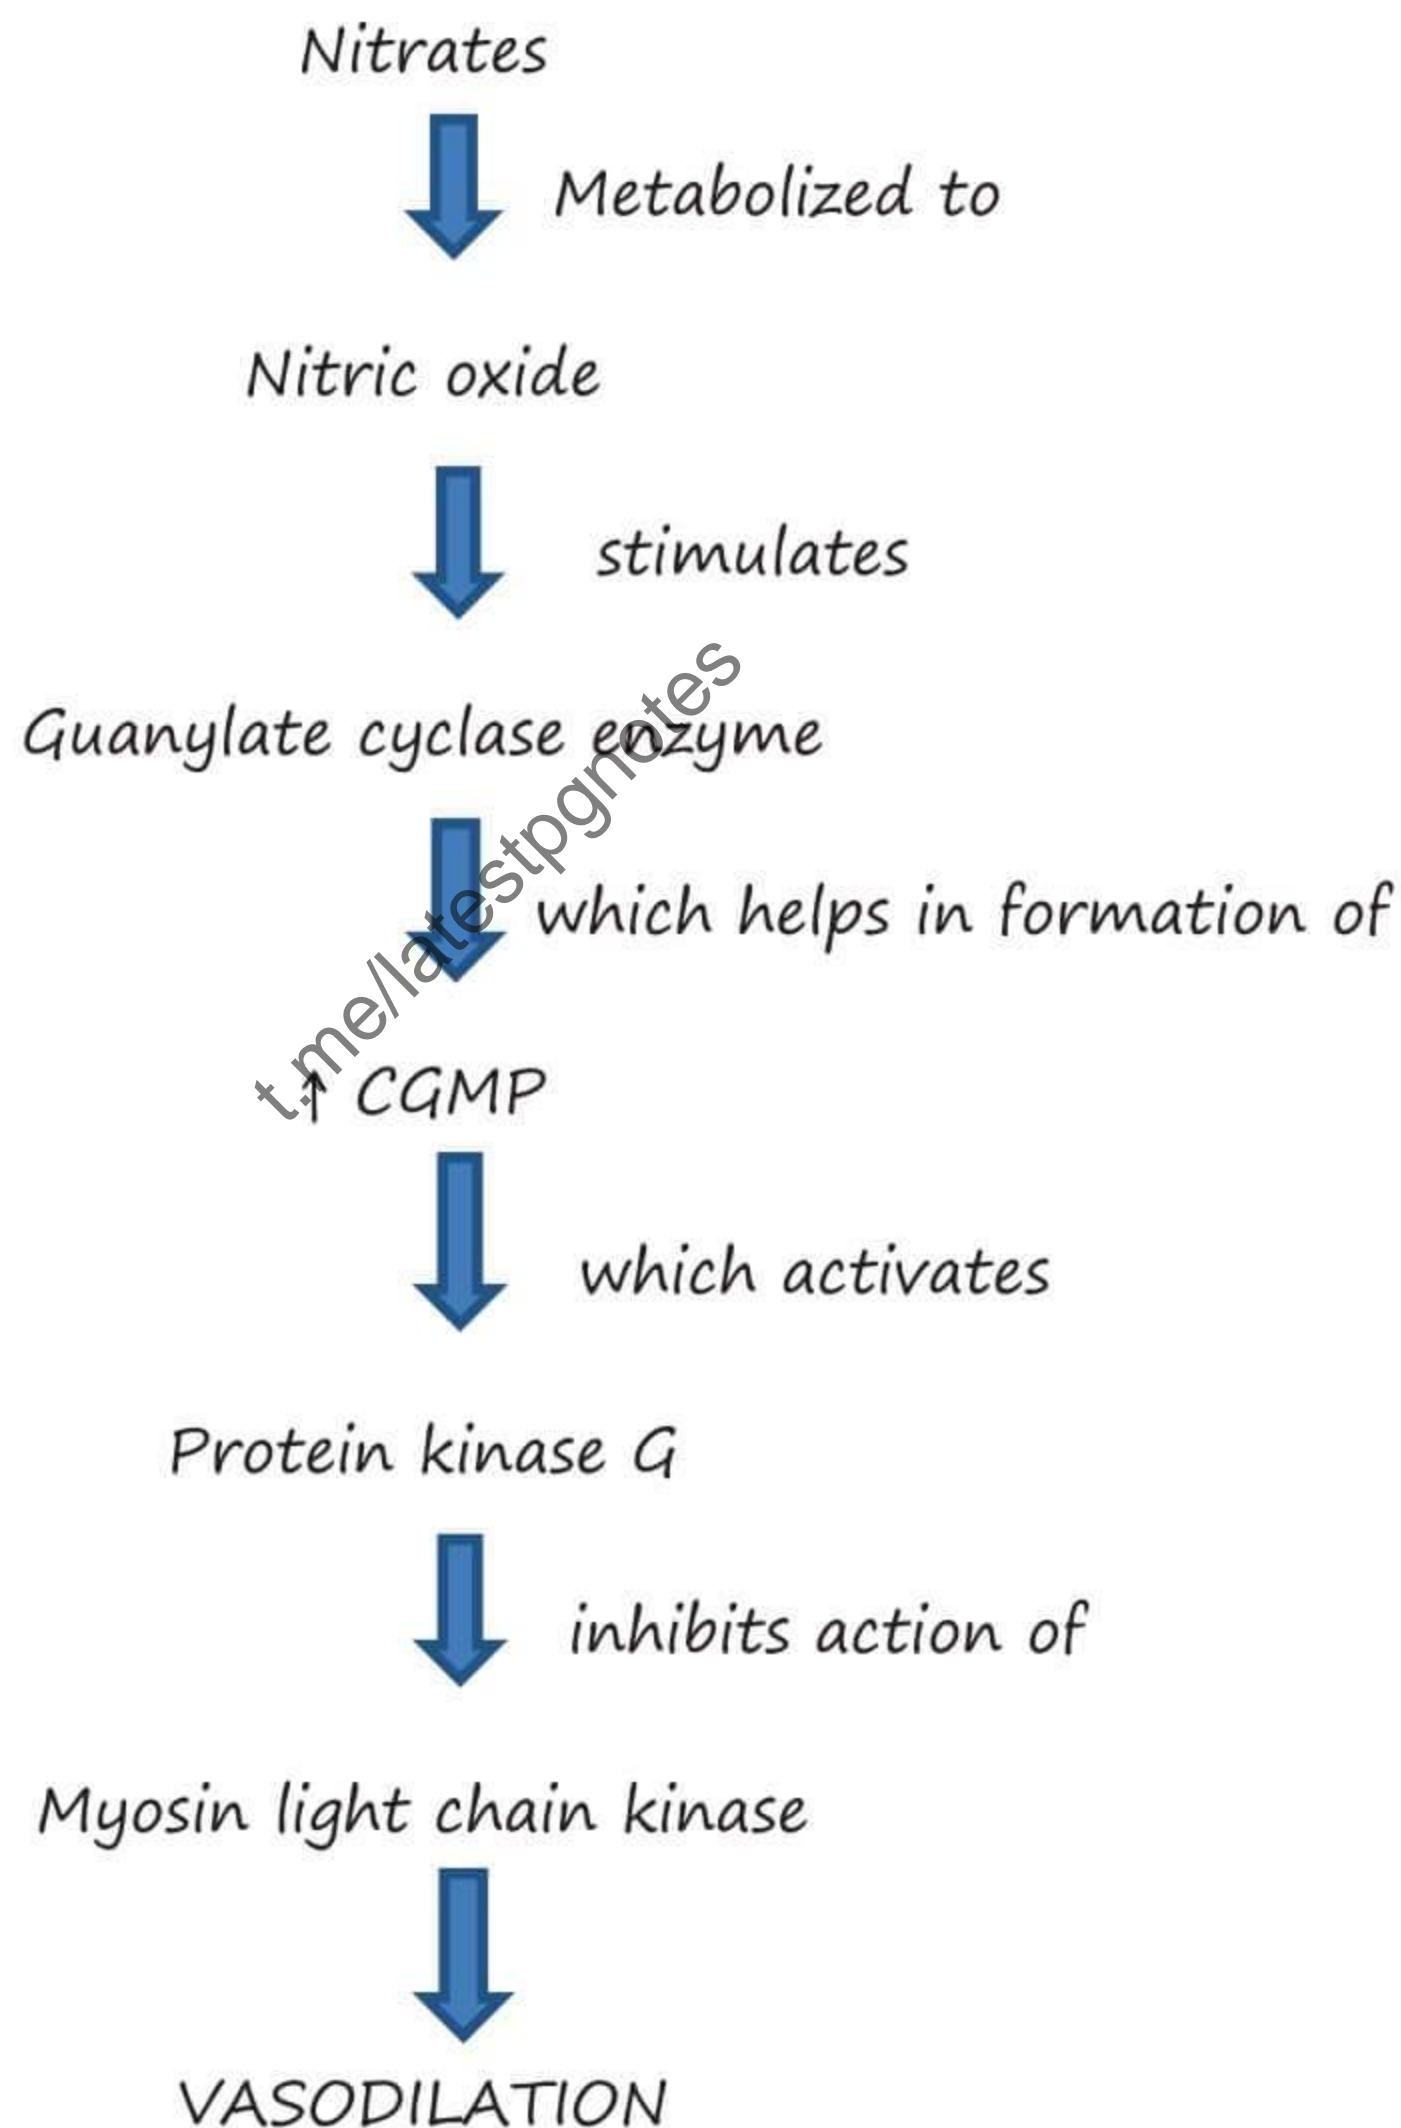 Nitrates
Metabolized to
Nitric oxide
stimulates
Guanylate cyclase enzyme
which helps in formation of
↑ CGMP
which activates
Protein kinase G
inhibits action of
Myosin light chain kinase
VASODILATION
t.me/latestpgnotes